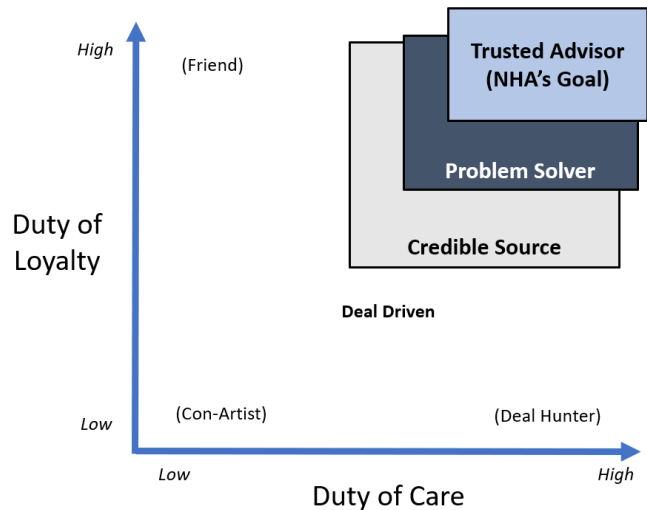 High
(Friend)
Trusted Advisor
(NHA's Goal)
Problem Solver
Duty of
Loyalty
Credible Source
Deal Driven
Low
(Con-Artist)
(Deal Hunter)
Low
High
Duty of Care